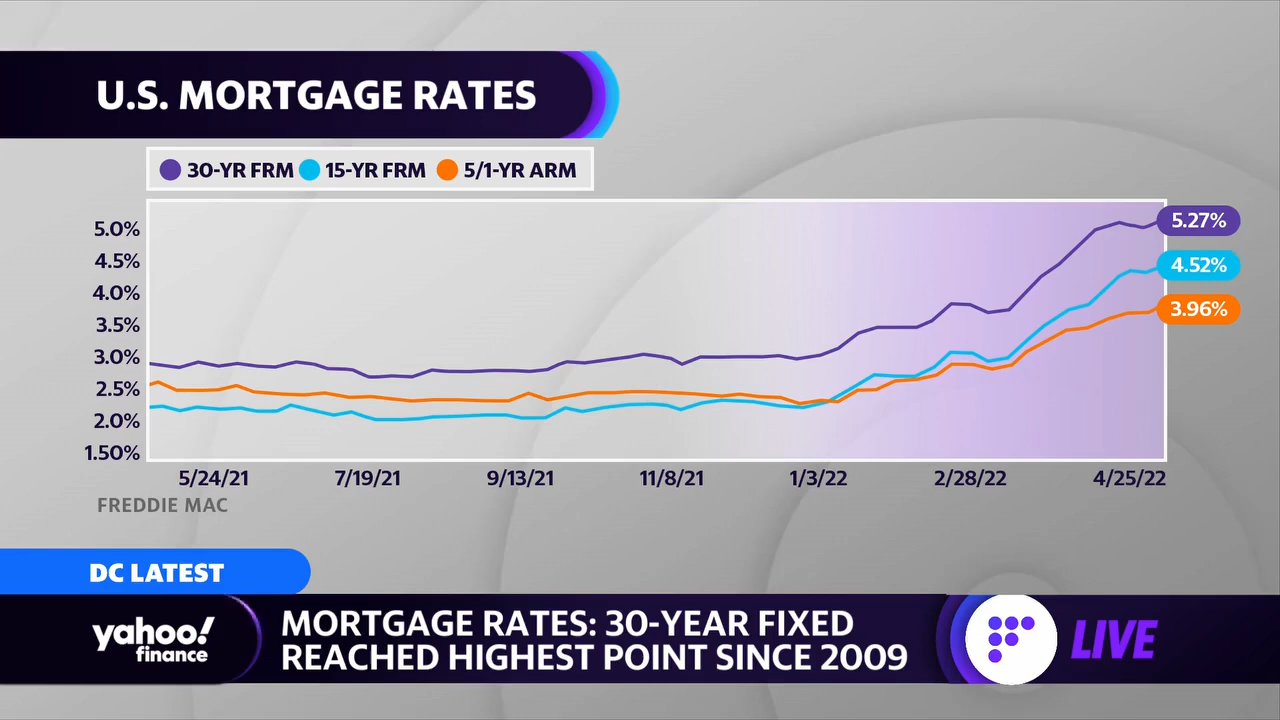 U.S. MORTGAGE RATES
30-YR FRM 15-YR FRM 5/1-YR ARM
5.0%
4.5%
4.0%
3.5%
3.0%
2.5%
2.0%
1.50%
5.27%
4.52%
3.96%
5/24/21 7/19/21 9/13/21 11/8/21 1/3/22 2/28/22 4/25/22
FREDDIE MAC
DC LATEST
yahoo!
finance
MORTGAGE RATES: 30-YEAR FIXED
REACHED HIGHEST POINT SINCE 2009
LIVE